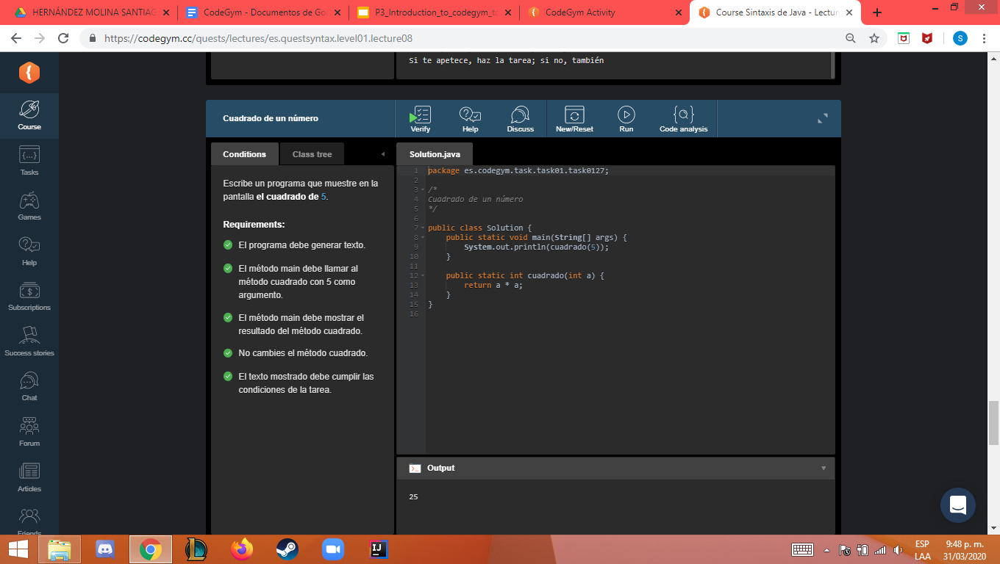 HERNÁNDEZ MOLINA SANTIAG
CodeGym - Documentos de Go
P3_Introduction_to_codegym_t
CodeGym Activity
Course Sintaxis de Java - Lectur
https://codegym.cc/quests/lectures/es.questsyntax.level01.lecture08
S
Si te apetece, haz la tarea; si no, también
Course
Tasks
Games
Help
Subscriptions
Success stories
Chat
Forum
Articles
Friends
Cuadrado de un número
Verify
Help
Discuss
New/Reset
Run
Code analysis
Conditions
Class tree
Escribe un programa que muestre en la
pantalla el cuadrado de 5.
Requirements:
El programa debe generar texto.
El método main debe llamar al
método cuadrado con 5 como
argumento.
El método main debe mostrar el
resultado del método cuadrado.
No cambies el método cuadrado.
El texto mostrado debe cumplir las
condiciones de la tarea.
Solution.java
1 package es.codegym.task.task01.task0127;
2
3 /*
4 Cuadrado de un número
5 */
6
7 public class Solution {
8     public static void main(String[] args) {
9         System.out.println(cuadrado(5));
10     }
11
12     public static int cuadrado(int a) {
13         return a * a;
14     }
15 }
16
Output
25
ESP
LAA
9:48 p. m.
31/03/2020